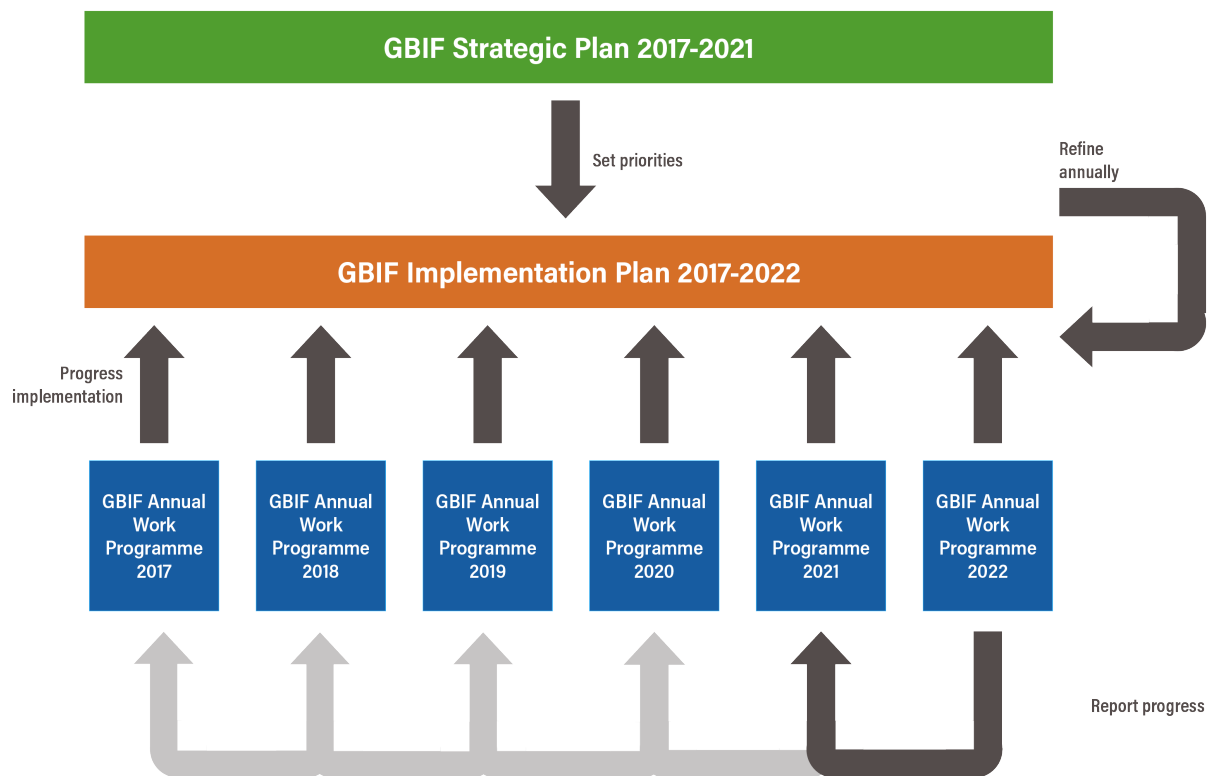 GBIF Strategic Plan 2017-2021
Set priorities
Refine
annually
GBIF Implementation Plan 2017-2022
Progress
implementation
GBIF Annual
Work
Programme
2017
GBIF Annual
Work
Programme
2018
GBIF Annual
Work
Programme
2019
GBIF Annual
Work
Programme
2020
GBIF Annual
Work
Programme
2021
GBIF Annual
Work
Programme
2022
Report progress